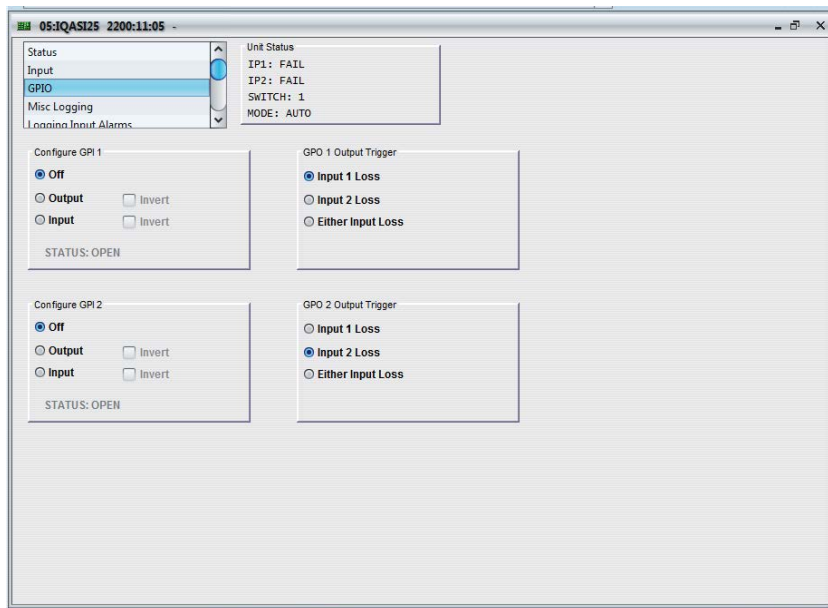 05:IQASI25 2200:11:05 -
Status
Input
GPIO
Misc Logging
Logging Input Alarms
Unit Status
IP1: FAIL
IP2: FAIL
SWITCH: 1
MODE: AUTO
Configure GPI 1
Off
Output Invert
Input Invert
STATUS: OPEN
GPO 1 Output Trigger
Input 1 Loss
Input 2 Loss
Either Input Loss
Configure GPI 2
Off
Output Invert
Input Invert
STATUS: OPEN
GPO 2 Output Trigger
Input 1 Loss
Input 2 Loss
Either Input Loss